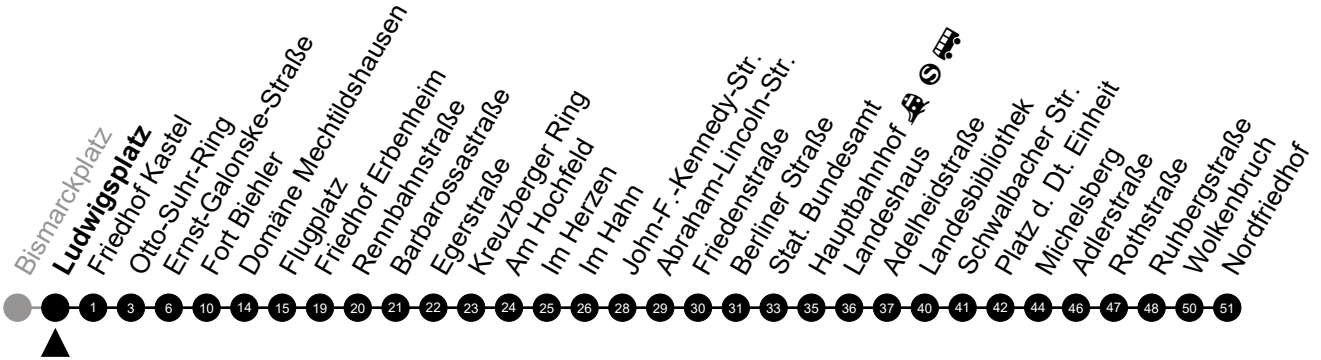 Bismarckplatz
Ludwigsplatz
Friedhof Kastel
Otto-Suhr-Ring
Ernst-Galonske-Straße
Fort Biehler
Domäne Mechtildshausen
Flugplatz
Friedhof Erbenheim
Rennbahnstraße
Barbarossastraße
Egerstraße
Kreuzberger Ring
Am Hochfeld
Im Herzen
Im Hahn
John-F.-Kennedy-Str.
Abraham-Lincoln-Str.
Friedenstraße
Berliner Straße
Stat. Bundesamt
Hauptbahnhof S
Landeshaus
Adelheidstraße
Landesbibliothek
Schwalbacher Str.
Platz d. Dt. Einheit
Michelsberg
Adlerstraße
Rothstraße
Ruhbergstraße
Wolkenbruch
Nordfriedhof
1 3 6 10 14 15 19 20 21 22 23 24 25 26 28 29 30 31 33 35 36 37 40 41 42 44 46 47 48 50 51